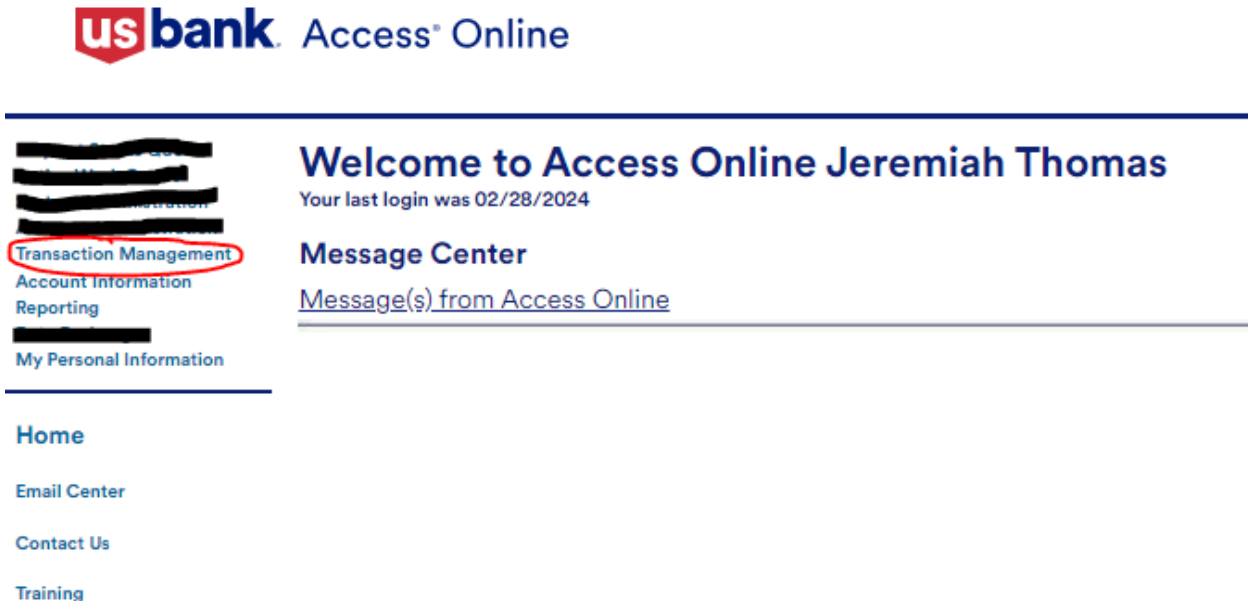 usbank. Access® Online
Welcome to Access Online Jeremiah Thomas
Your last login was 02/28/2024
Message Center
Message(s) from Access Online
Transaction Management
Account Information
Reporting
My Personal Information
Home
Email Center
Contact Us
Training